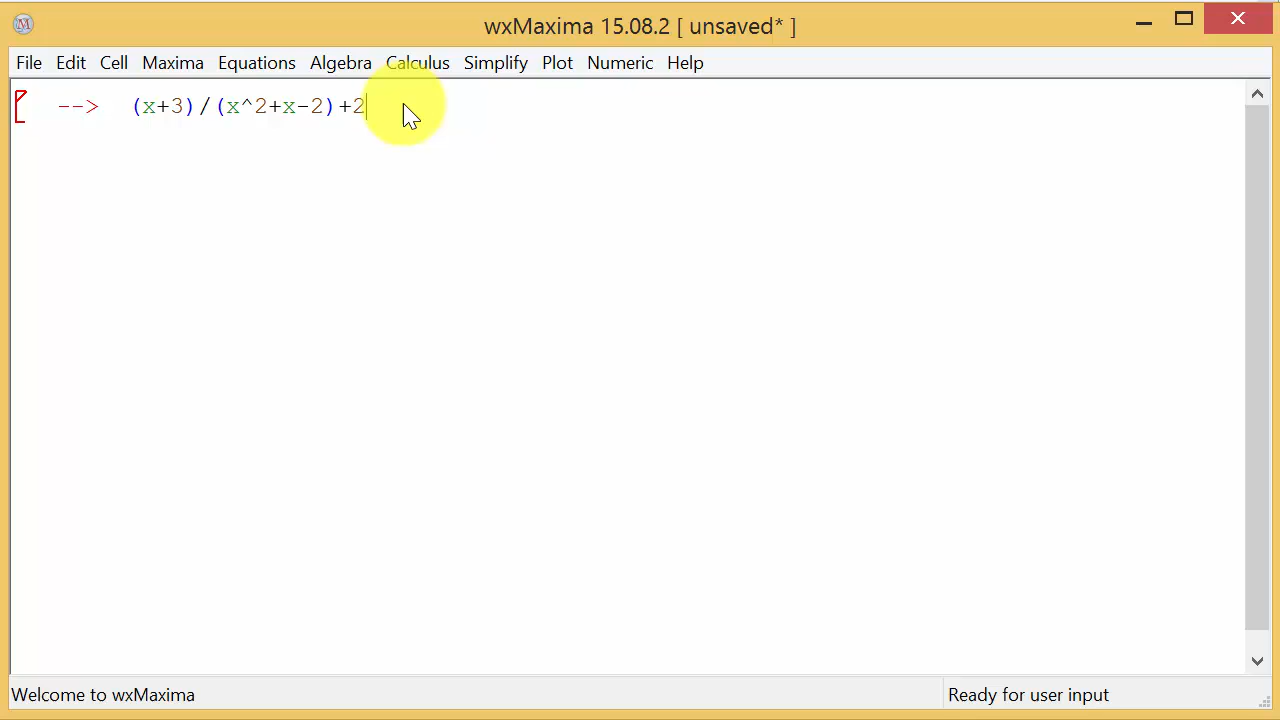 wxMaxima 15.08.2 [ unsaved* ]
File Edit Cell Maxima Equations Algebra Calculus Simplify Plot Numeric Help
--> (x+3)/(x^2+x-2)+2
Welcome to wxMaxima Ready for user input